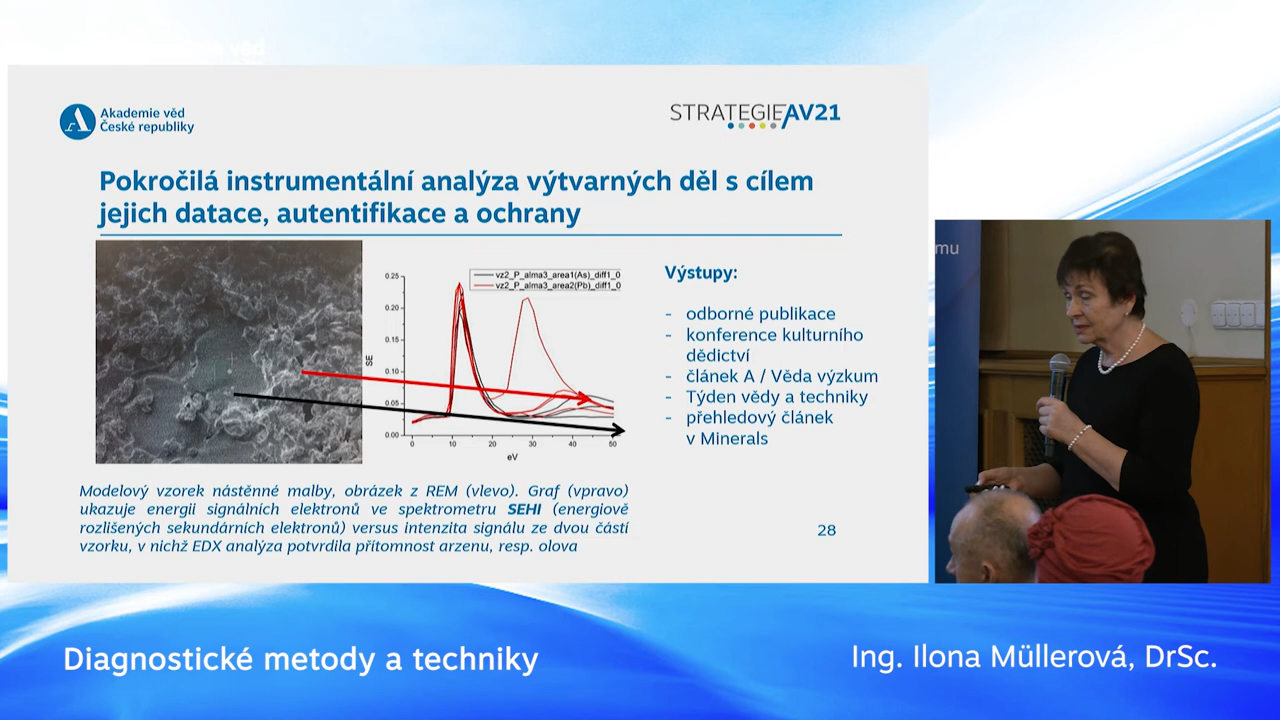 věd
Akademie věd
České republiky
STRATEGIE AV21
Pokročilá instrumentální analýza výtvarných děl s cílem
jejich datace, autentifikace a ochrany
vz2_P_alma3_area1(As)_diff1_0
vz2_P_alma3_area2(Pb)_diff1_0
0.25
0.20
0.15
0.10
0.05
0.00
SE
0 10 20 30 40 50
eV
Výstupy:
- odborné publikace
- konference kulturního
dědictví
- článek A / Věda výzkum
- Týden vědy a techniky
- přehledový článek
v Minerals
Modelový vzorek nástěnné malby, obrázek z REM (vlevo). Graf (vpravo)
ukazuje energii signálních elektronů ve spektrometru SEHI (energiově
rozlišených sekundárních elektronů) versus intenzita signálu ze dvou částí
vzorku, v nichž EDX analýza potvrdila přítomnost arzenu, resp. olova
28
mu
Diagnostické metody a techniky
Ing. Ilona Müllerová, DrSc.